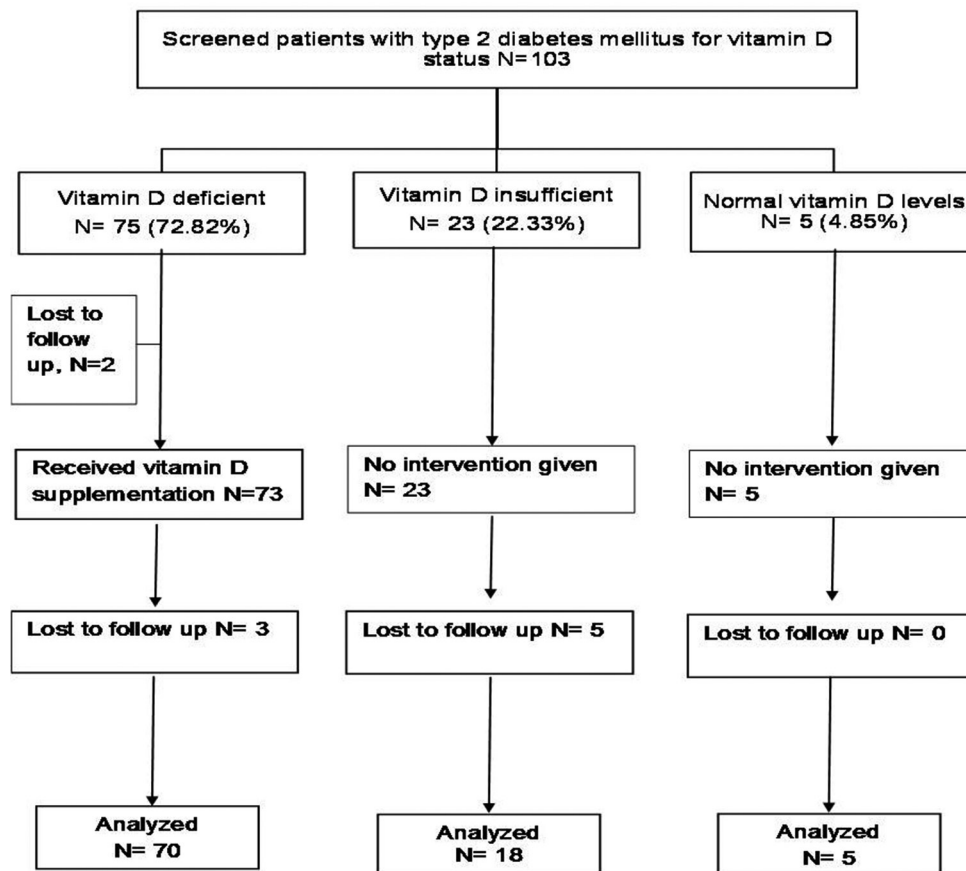 Screened patients with type 2 diabetes mellitus for vitamin D
status N=103
Vitamin D deficient
N= 75 (72.82%)
Vitamin D insufficient
N= 23 (22.33%)
Normal vitamin D levels
N= 5 (4.85%)
Lost to
follow
up, N=2
Received vitamin D
supplementation N=73
No intervention given
N= 23
No intervention given
N= 5
Lost to follow up N= 3
Lost to follow up N= 5
Lost to follow up N= 0
Analyzed
N= 70
Analyzed
N= 18
Analyzed
N= 5